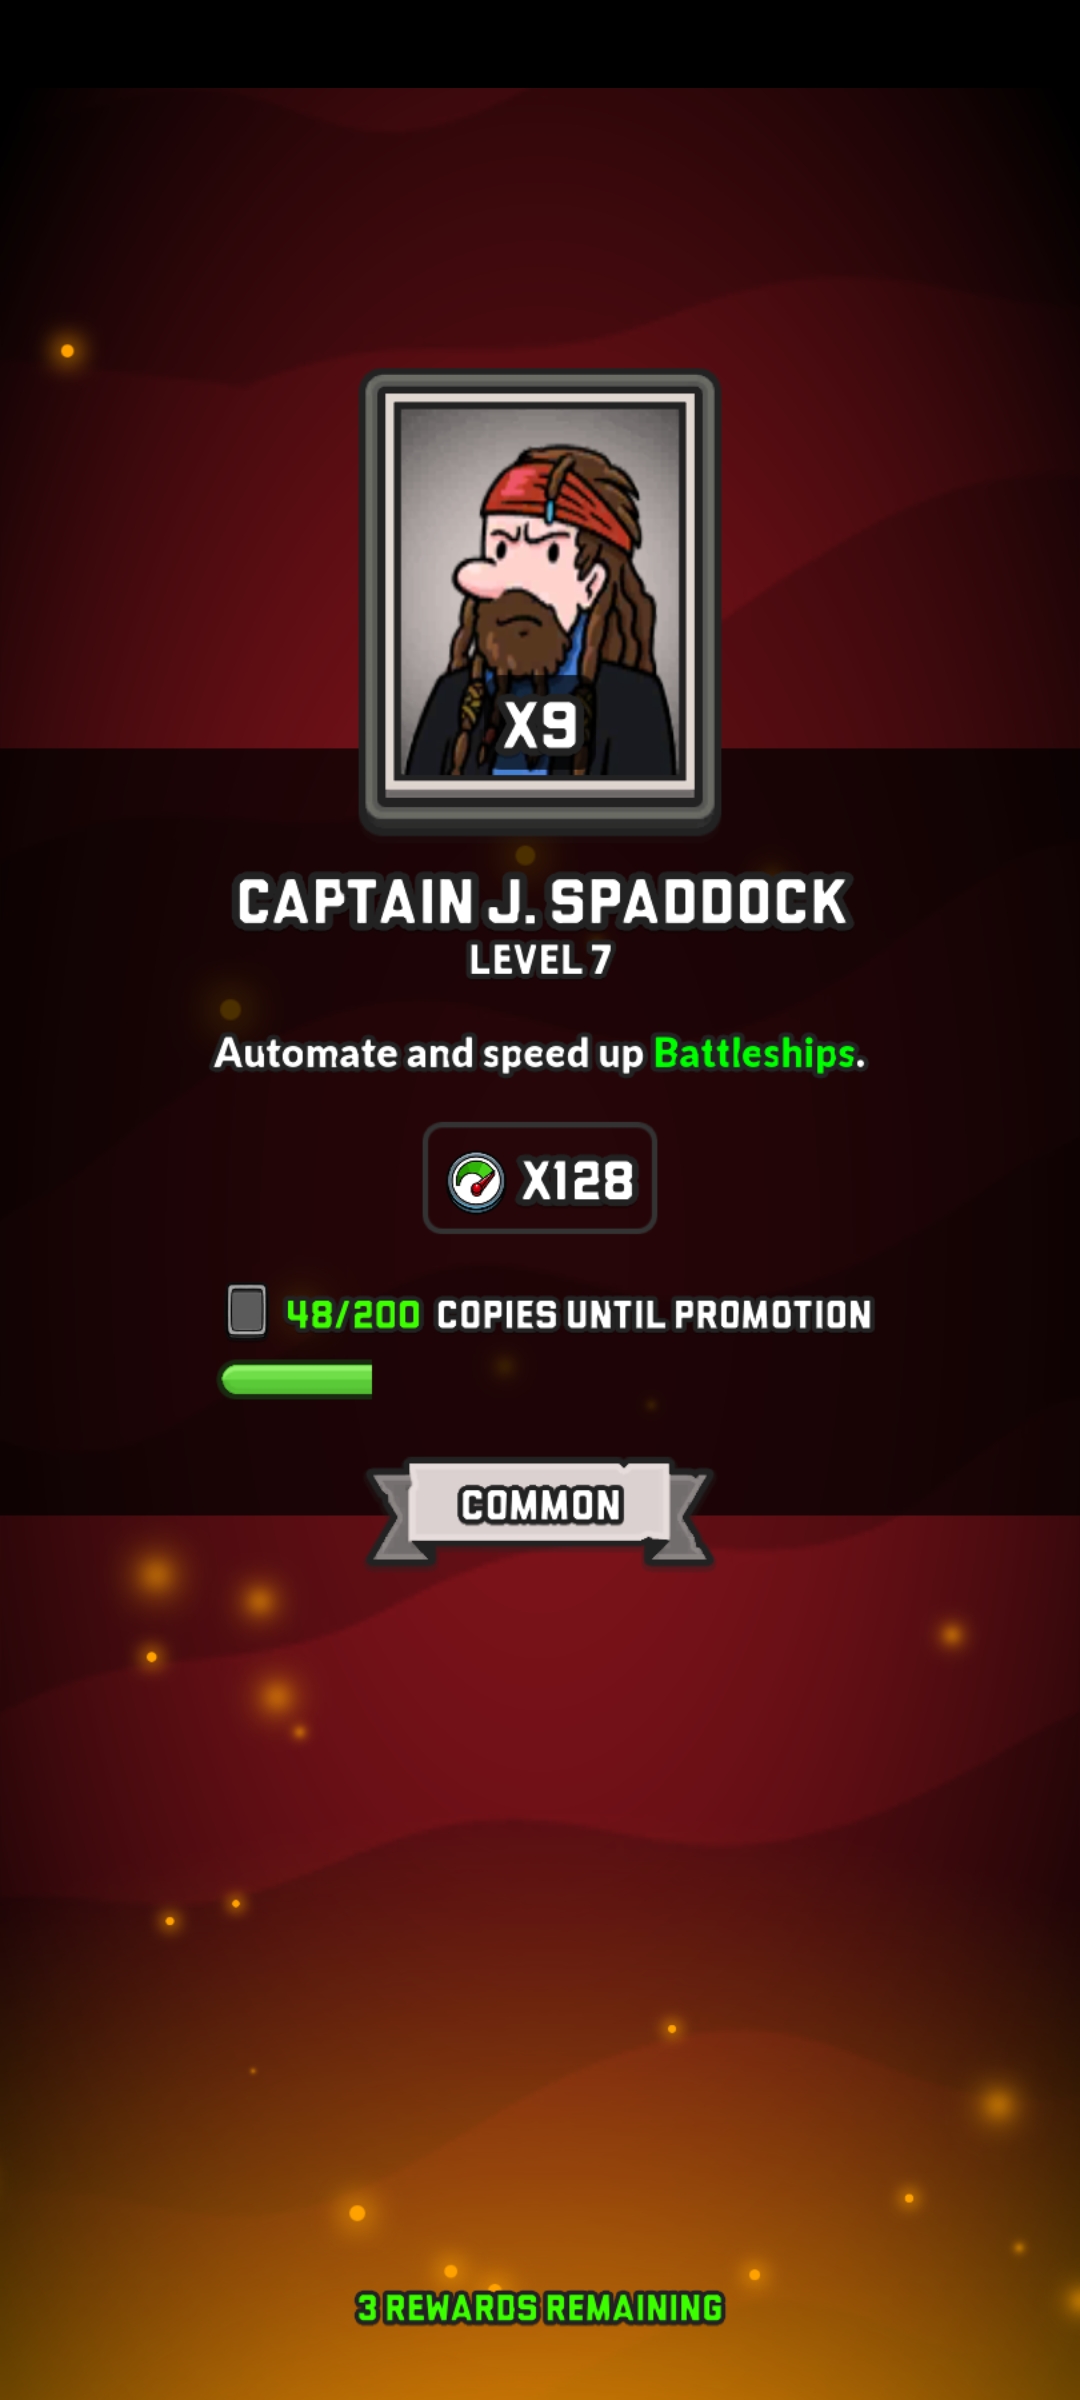 X9
CAPTAIN J. SPADDOCK
LEVEL 7
Automate and speed up Battleships.
X128
48/200 COPIES UNTIL PROMOTION
COMMON
3 REWARDS REMAINING